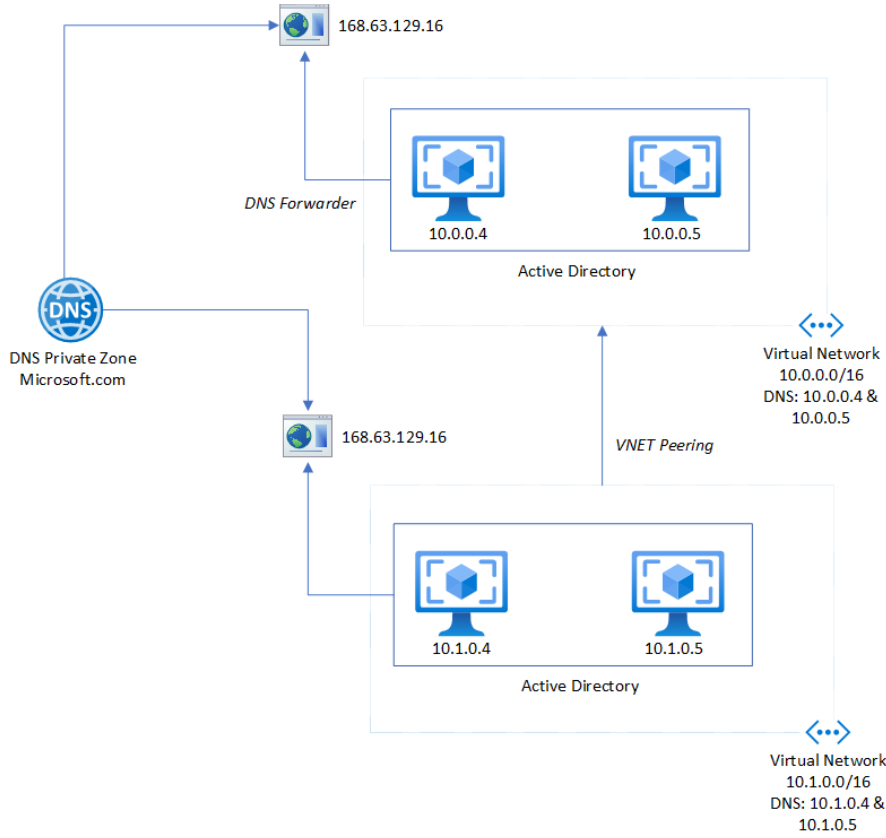 168.63.129.16
10.0.0.4
10.0.0.5
DNS Forwarder
Active Directory
DNS
DNS Private Zone
Microsoft.com
Virtual Network
10.0.0.0/16
DNS: 10.0.0.4 &
10.0.0.5
168.63.129.16
VNET Peering
10.1.0.4
10.1.0.5
Active Directory
Virtual Network
10.1.0.0/16
DNS: 10.1.0.4 &
10.1.0.5